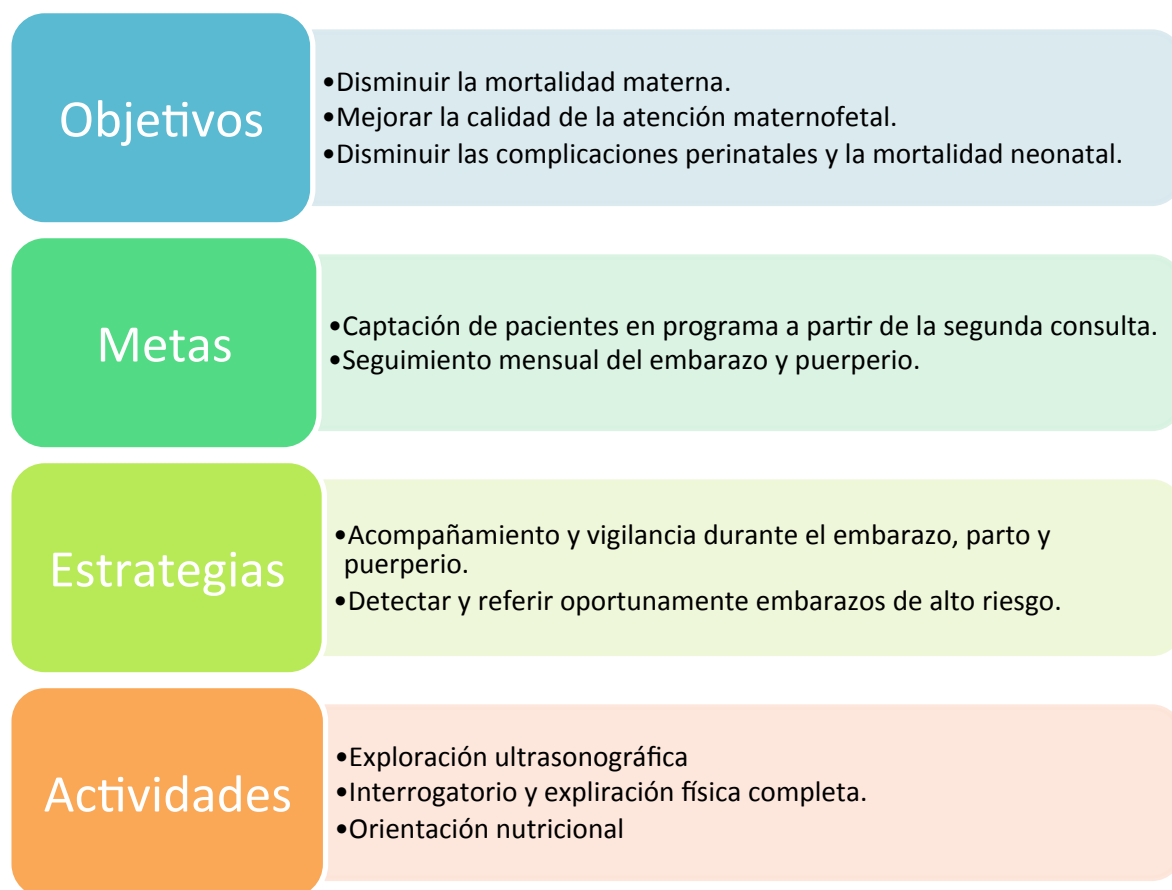 Objetivos
•Disminuir la mortalidad materna.
•Mejorar la calidad de la atención maternofetal.
•Disminuir las complicaciones perinatales y la mortalidad neonatal.
Metas
•Captación de pacientes en programa a partir de la segunda consulta.
•Seguimiento mensual del embarazo y puerperio.
Estrategias
•Acompañamiento y vigilancia durante el embarazo, parto y
puerperio.
•Detectar y referir oportunamente embarazos de alto riesgo.
Actividades
•Exploración ultrasonográfica
•Interrogatorio y expliración física completa.
•Orientación nutricional